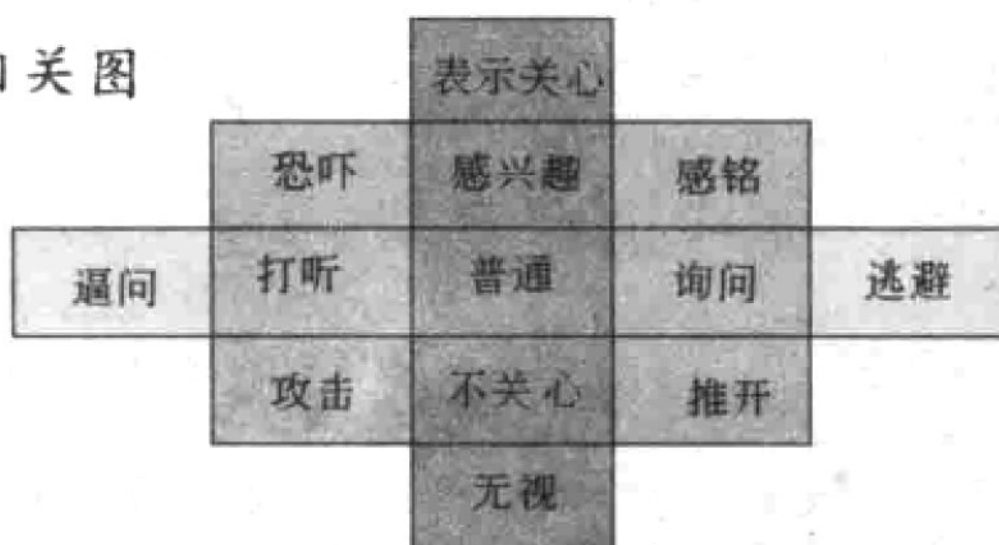 关图
表示关心
恐吓 感兴趣 感铭
逼问 打听 普通 询问 逃避
攻击 不关心 推开
无视